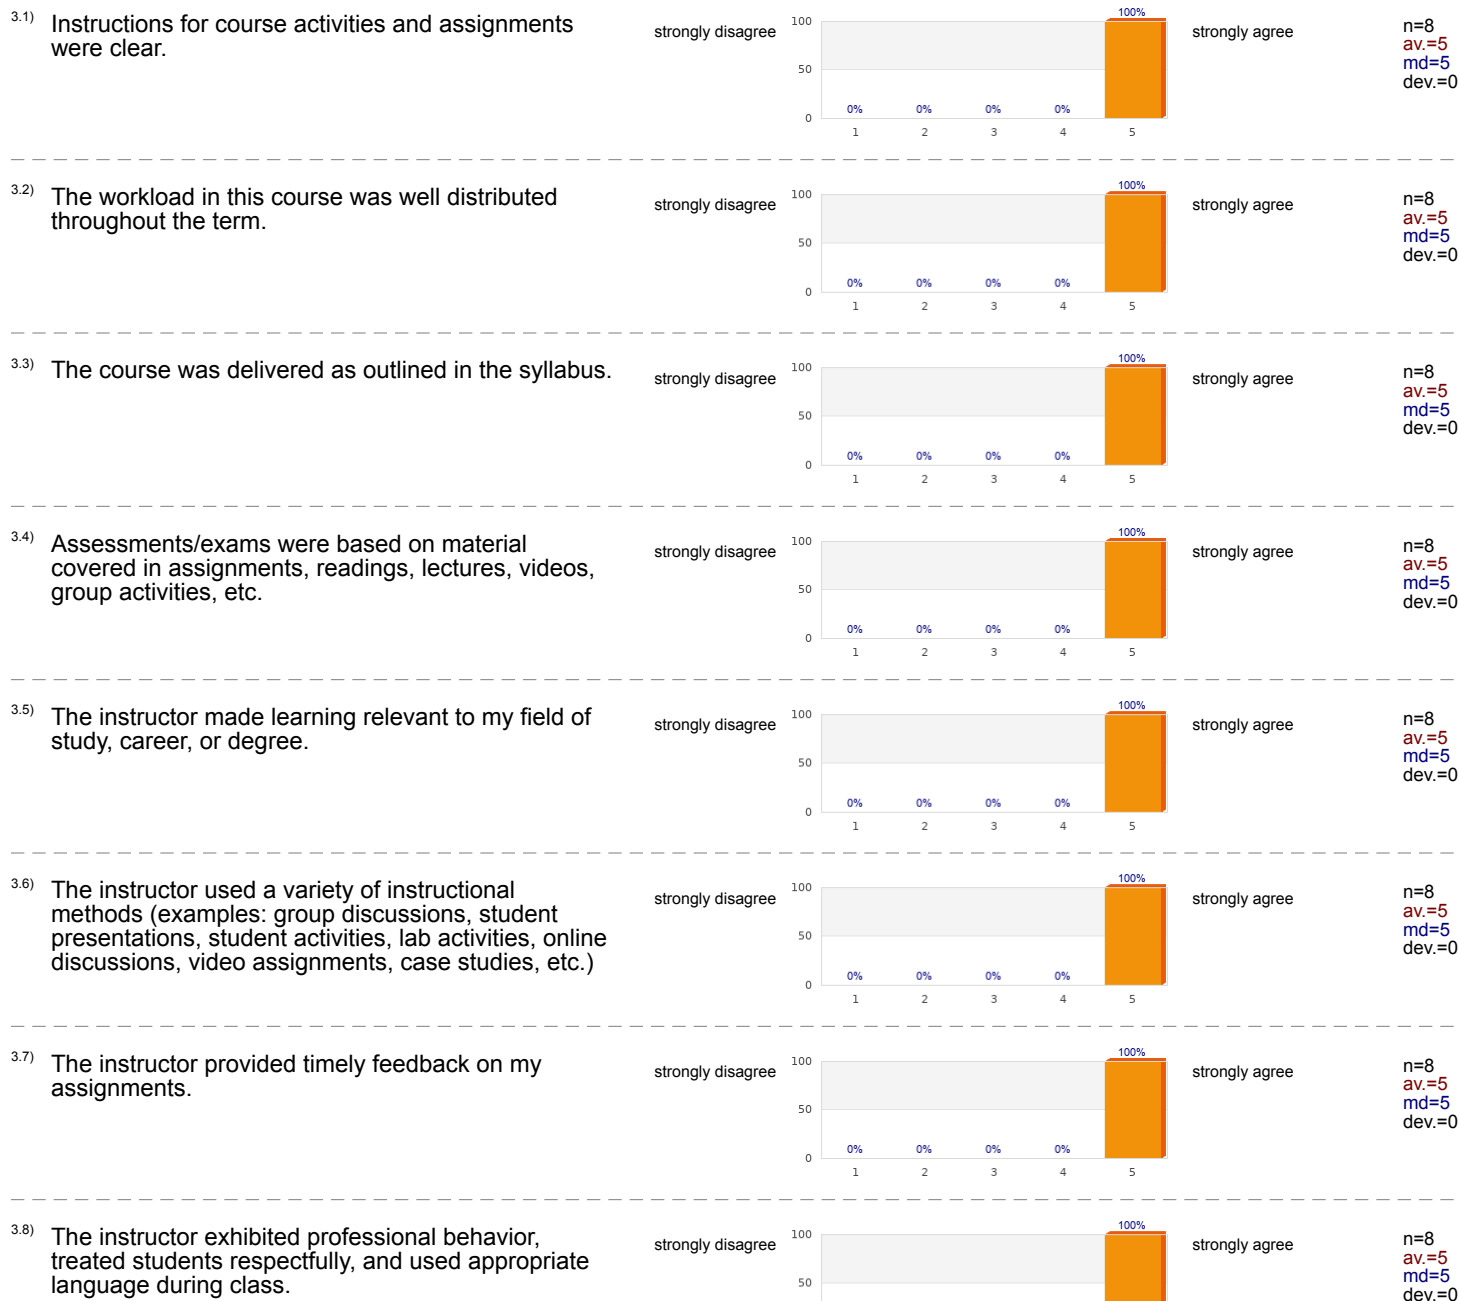 3.1) Instructions for course activities and assignments
were clear.
strongly disagree
100
50
0
0% 0% 0% 0% 100%
1 2 3 4 5
strongly agree
n=8
av.=5
md=5
dev.=0
3.2) The workload in this course was well distributed
throughout the term.
strongly disagree
100
50
0
0% 0% 0% 0% 100%
1 2 3 4 5
strongly agree
n=8
av.=5
md=5
dev.=0
3.3) The course was delivered as outlined in the syllabus.
strongly disagree
100
50
0
0% 0% 0% 0% 100%
1 2 3 4 5
strongly agree
n=8
av.=5
md=5
dev.=0
3.4) Assessments/exams were based on material
covered in assignments, readings, lectures, videos,
group activities, etc.
strongly disagree
100
50
0
0% 0% 0% 0% 100%
1 2 3 4 5
strongly agree
n=8
av.=5
md=5
dev.=0
3.5) The instructor made learning relevant to my field of
study, career, or degree.
strongly disagree
100
50
0
0% 0% 0% 0% 100%
1 2 3 4 5
strongly agree
n=8
av.=5
md=5
dev.=0
3.6) The instructor used a variety of instructional
methods (examples: group discussions, student
presentations, student activities, lab activities, online
discussions, video assignments, case studies, etc.)
strongly disagree
100
50
0
0% 0% 0% 0% 100%
1 2 3 4 5
strongly agree
n=8
av.=5
md=5
dev.=0
3.7) The instructor provided timely feedback on my
assignments.
strongly disagree
100
50
0
0% 0% 0% 0% 100%
1 2 3 4 5
strongly agree
n=8
av.=5
md=5
dev.=0
3.8) The instructor exhibited professional behavior,
treated students respectfully, and used appropriate
language during class.
strongly disagree
100
50
100%
strongly agree
n=8
av.=5
md=5
dev.=0